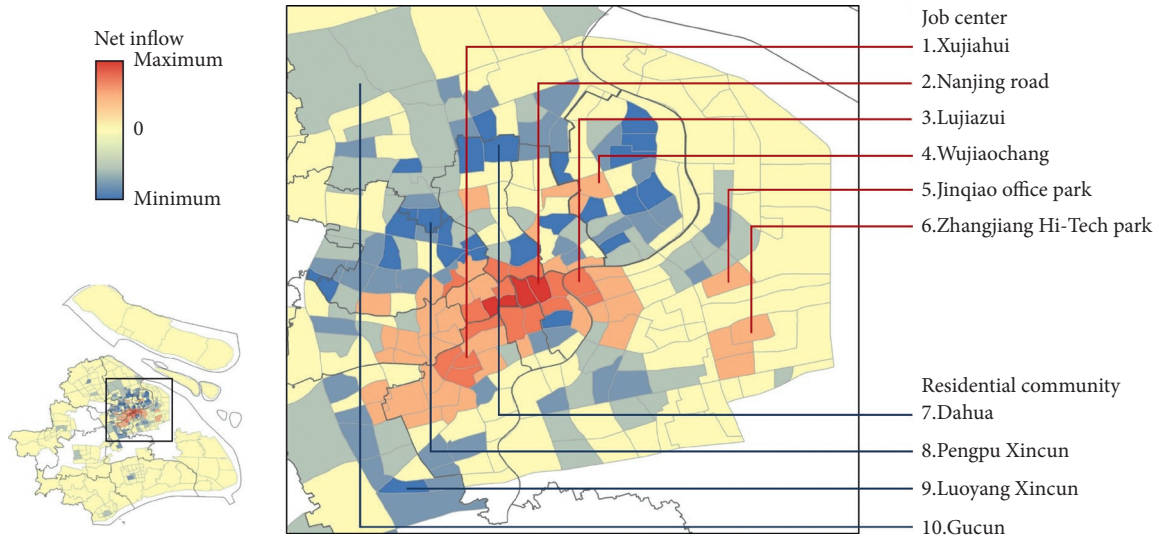 Net inflow
Maximum
0
Minimum
Job center
1.Xujiahui
2.Nanjing road
3.Lujiazui
4.Wujiaochang
5.Jinqiao office park
6.Zhangjiang Hi-Tech park
Residential community
7.Dahua
8.Pengpu Xincun
9.Luoyang Xincun
10.Gucun